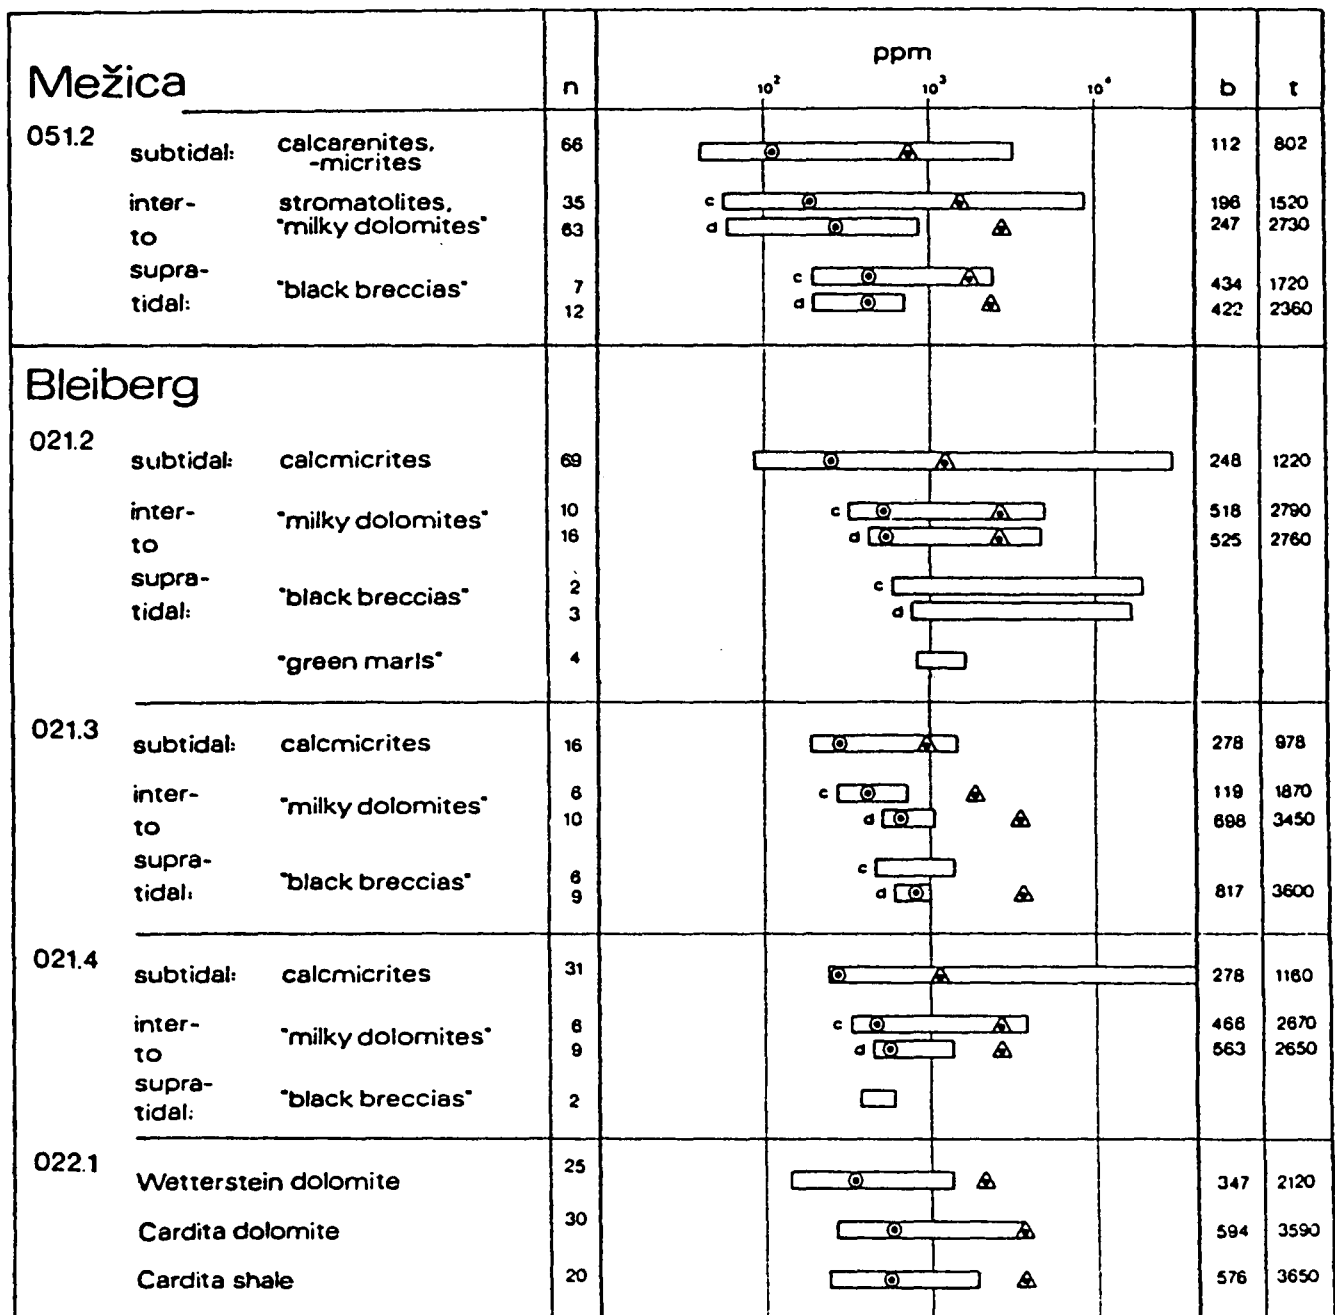 ppm
Mežica n 10² 10³ 10⁴ b t
051.2 subtidal: calcarenites, -micrites 66 112 802
inter- stromatolites, c 35 196 1520
to "milky dolomites" d 63 247 2730
supra- "black breccias" c 7 434 1720
tidal: d 12 422 2360
Bleiberg
021.2 subtidal: calcmicrites 69 248 1220
inter- "milky dolomites" c 10 518 2790
to d 16 525 2760
supra- "black breccias" c 2
tidal: d 3
"green marls" 4
021.3 subtidal: calcmicrites 16 278 978
inter- "milky dolomites" c 6 119 1870
to d 10 698 3450
supra- "black breccias" c 6
tidal: d 9 817 3600
021.4 subtidal: calcmicrites 31 278 1160
inter- "milky dolomites" c 6 466 2670
to d 9 563 2650
supra- "black breccias" 2
tidal:
022.1 Wetterstein dolomite 25 347 2120
Cardita dolomite 30 594 3590
Cardita shale 20 576 3650